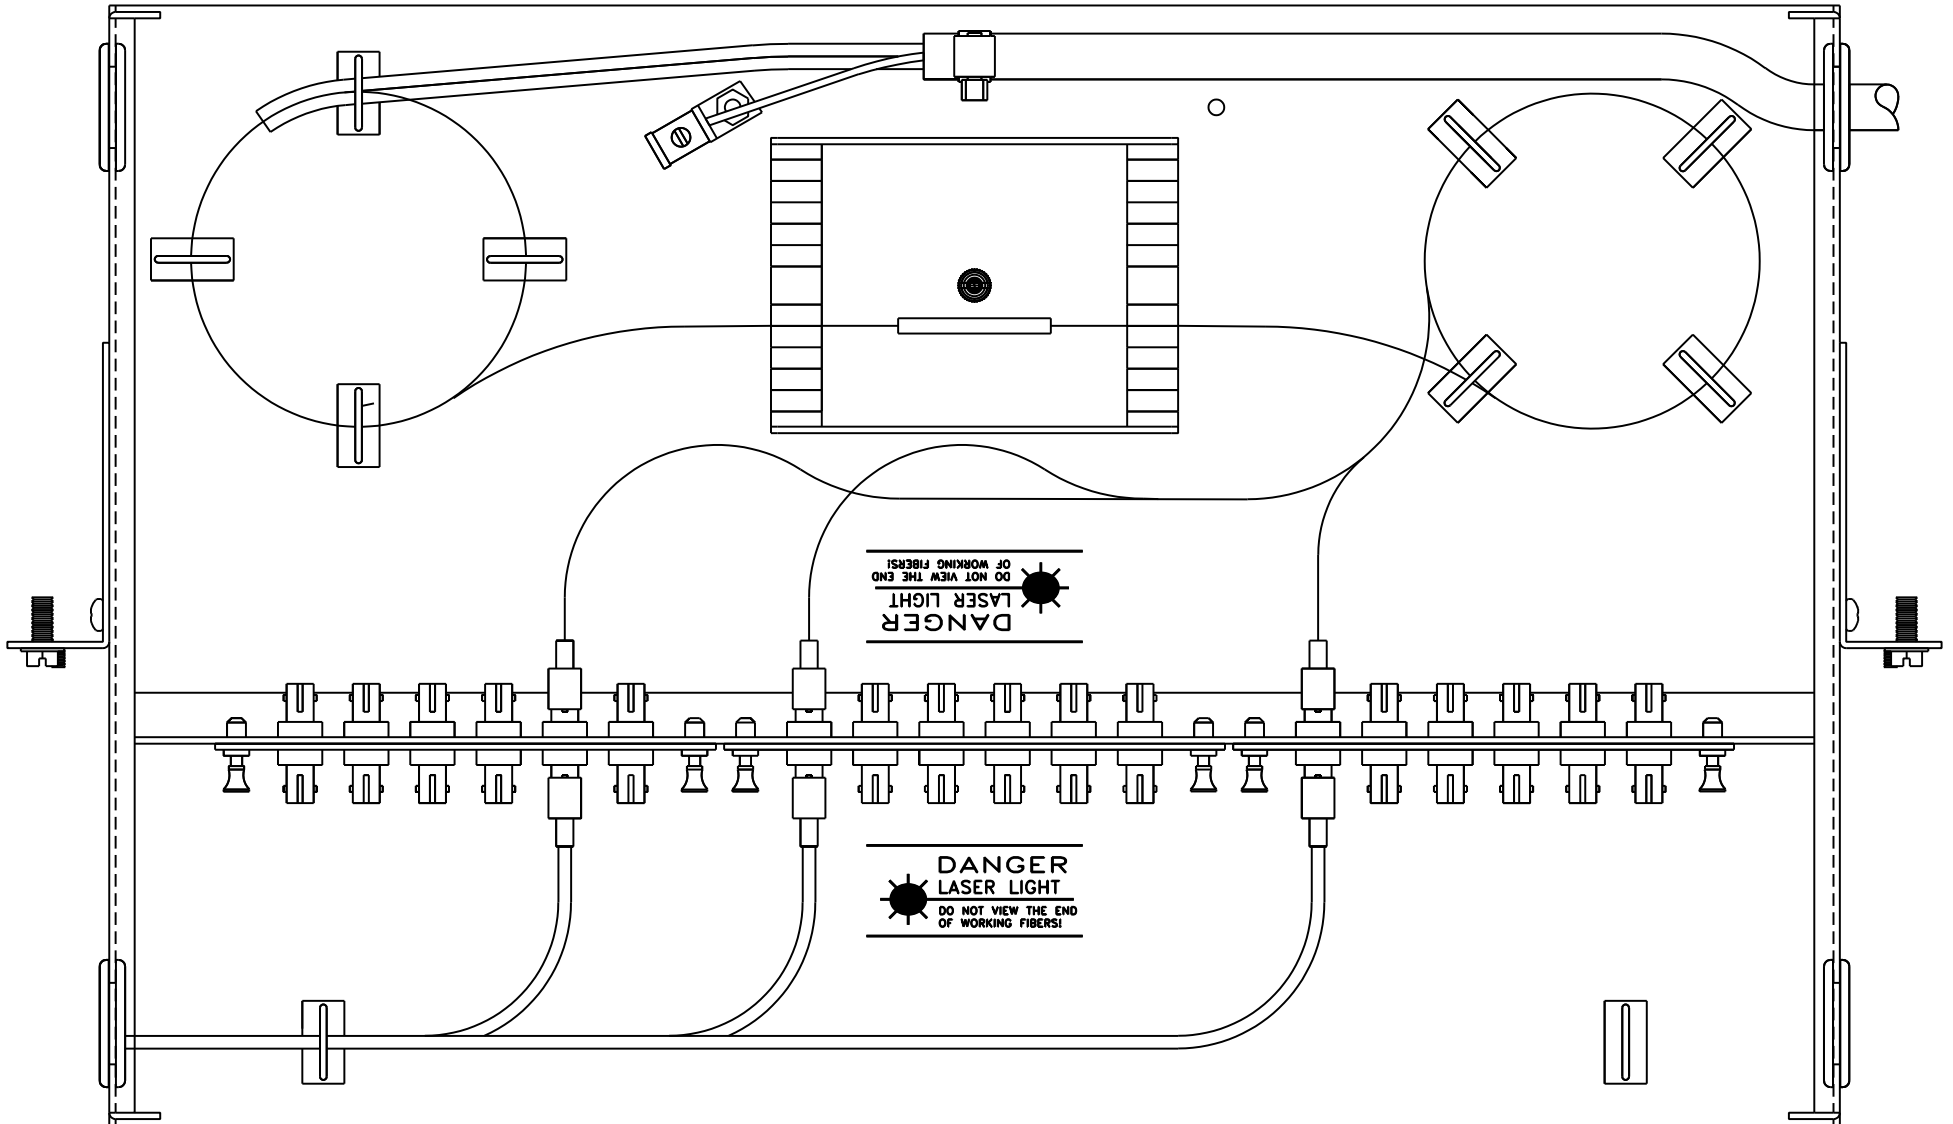 DANGER
LASER LIGHT
DO NOT VIEW THE END
OF WORKING FIBERS!
DANGER
LASER LIGHT
DO NOT VIEW THE END
OF WORKING FIBERS!